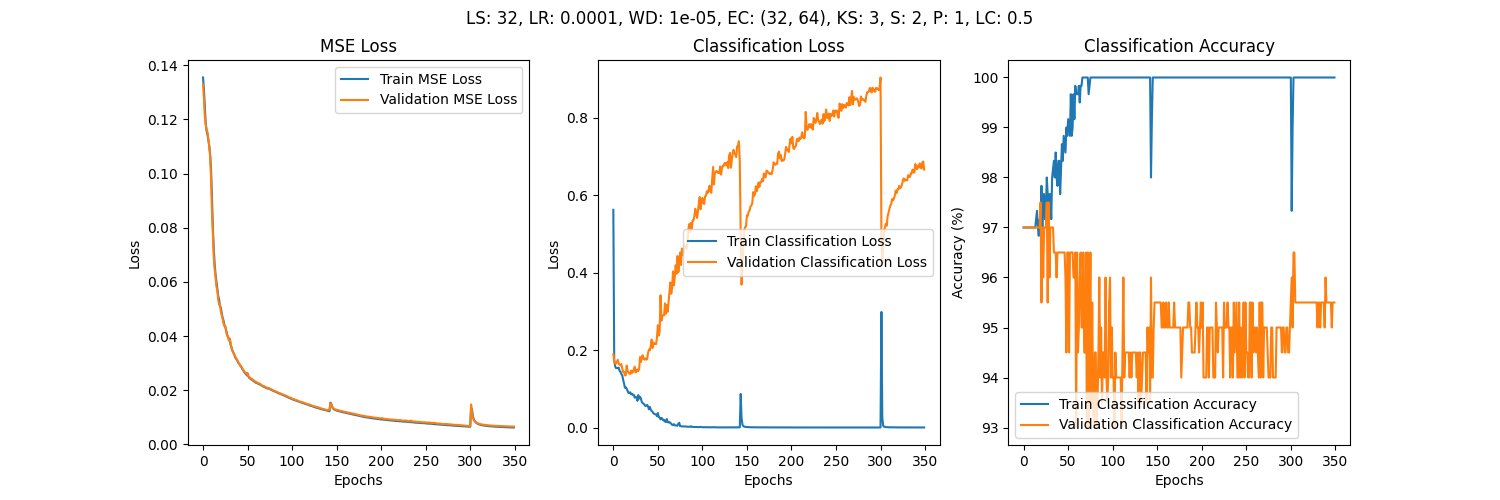 LS: 32, LR: 0.0001, WD: 1e-05, EC: (32, 64), KS: 3, S: 2, P: 1, LC: 0.5
MSE Loss
Loss
0.14
0.12
0.10
0.08
0.06
0.04
0.02
0.00
Train MSE Loss
Validation MSE Loss
0 50 100 150 200 250 300 350
Epochs
Classification Loss
Loss
0.8
0.6
0.4
0.2
0.0
Train Classification Loss
Validation Classification Loss
0 50 100 150 200 250 300 350
Epochs
Classification Accuracy
Accuracy (%)
100
99
98
97
96
95
94
93
Train Classification Accuracy
Validation Classification Accuracy
0 50 100 150 200 250 300 350
Epochs